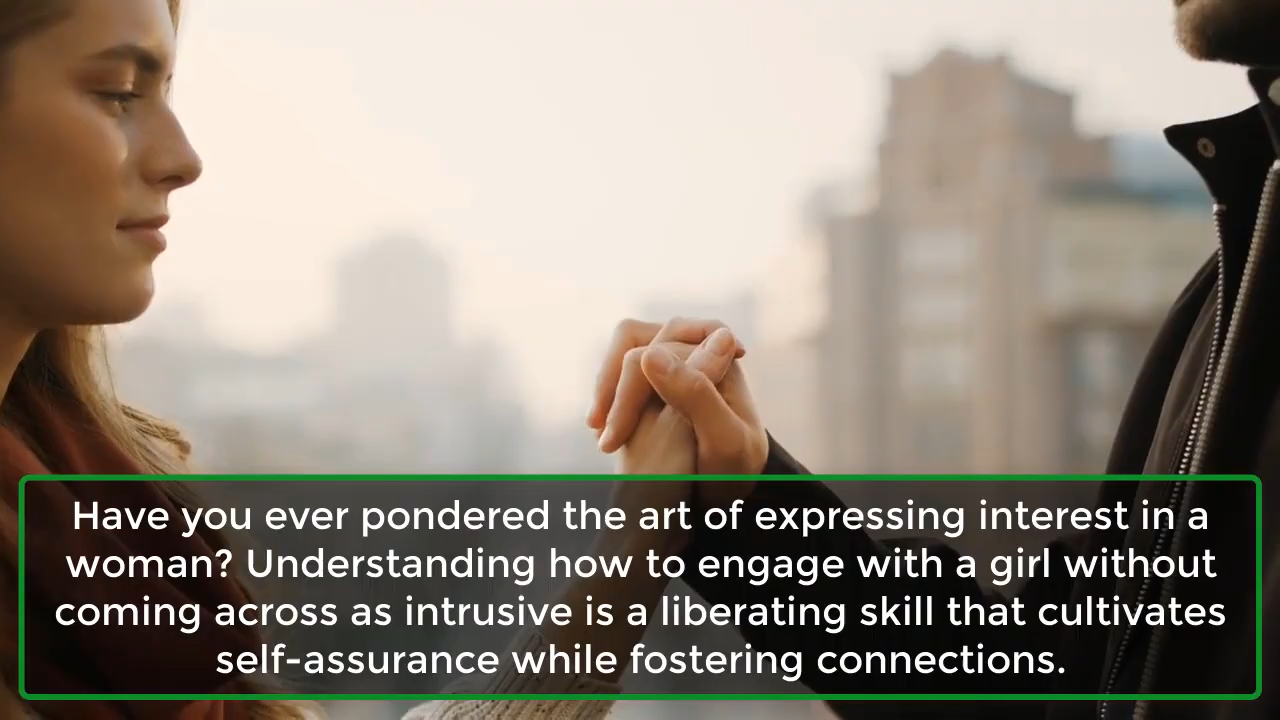 Have you ever pondered the art of expressing interest in a
woman? Understanding how to engage with a girl without
coming across as intrusive is a liberating skill that cultivates
self-assurance while fostering connections.